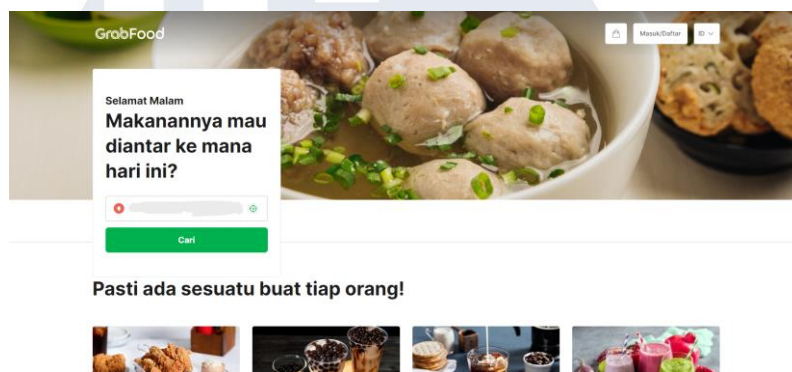 GrabFood
Masuk/Daftar
ID
Selamat Malam
Makanannya mau
diantar ke mana
hari ini?
Cari
Pasti ada sesuatu buat tiap orang!